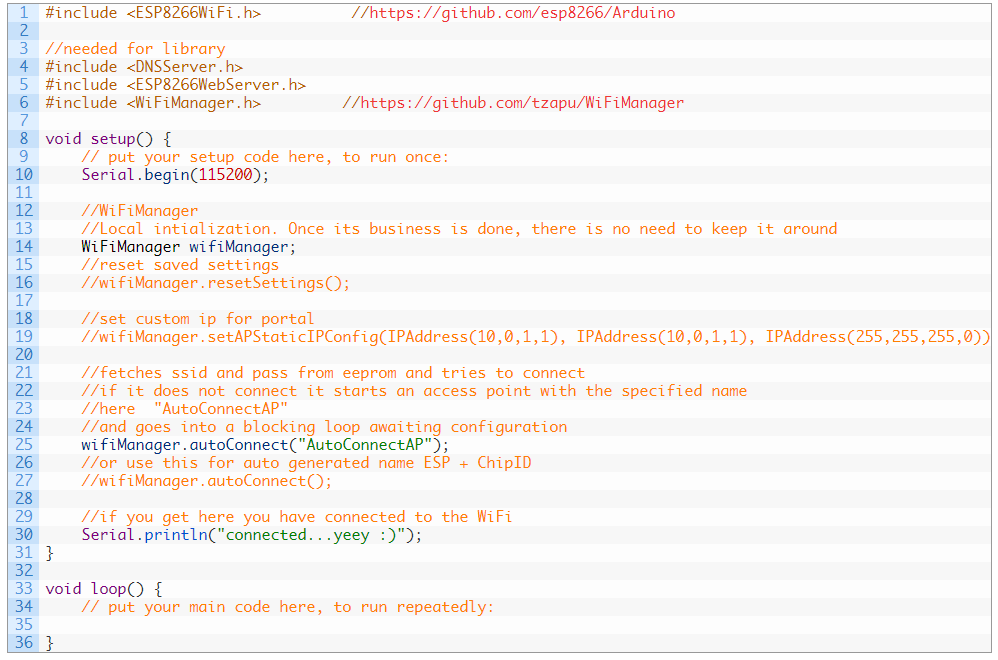 1 #include <ESP8266WiFi.h>          //https://github.com/esp8266/Arduino
2
3 //needed for library
4 #include <DNSServer.h>
5 #include <ESP8266WebServer.h>
6 #include <WiFiManager.h>         //https://github.com/tzapu/WiFiManager
7
8 void setup() {
9     // put your setup code here, to run once:
10     Serial.begin(115200);
11
12     //WiFiManager
13     //Local intialization. Once its business is done, there is no need to keep it around
14     WiFiManager wifiManager;
15     //reset saved settings
16     //wifiManager.resetSettings();
17
18     //set custom ip for portal
19     //wifiManager.setAPStaticIPConfig(IPAddress(10,0,1,1), IPAddress(10,0,1,1), IPAddress(255,255,255,0))
20
21     //fetches ssid and pass from eeprom and tries to connect
22     //if it does not connect it starts an access point with the specified name
23     //here  "AutoConnectAP"
24     //and goes into a blocking loop awaiting configuration
25     wifiManager.autoConnect("AutoConnectAP");
26     //or use this for auto generated name ESP + ChipID
27     //wifiManager.autoConnect();
28
29     //if you get here you have connected to the WiFi
30     Serial.println("connected...yeey :)");
31 }
32
33 void loop() {
34     // put your main code here, to run repeatedly:
35
36 }